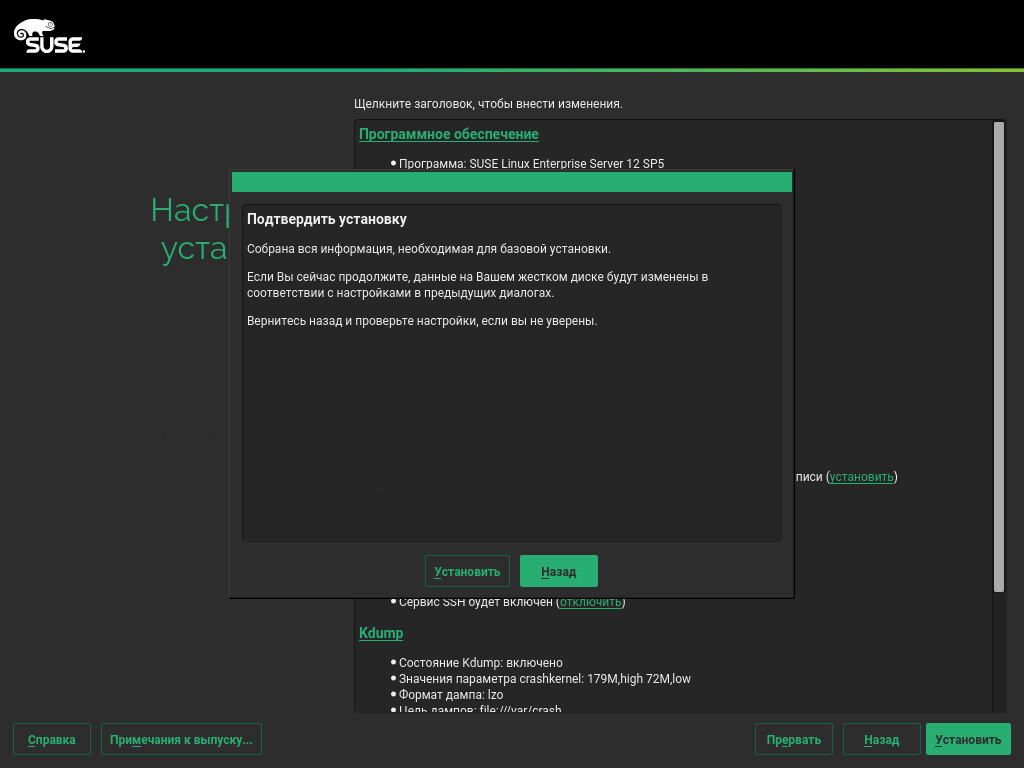 SUSE
Щелкните заголовок, чтобы внести изменения.
Программное обеспечение
Программа: SUSE Linux Enterprise Server 12 SP5
Подтвердить установку
Собрана вся информация, необходимая для базовой установки.
Если Вы сейчас продолжите, данные на Вашем жестком диске будут изменены в
соответствии с настройками в предыдущих диалогах.
Вернитесь назад и проверьте настройки, если вы не уверены.
писи (установить)
Установить
Назад
Сервис SSH будет включен (отключить)
Kdump
Состояние Kdump: включено
Значения параметра crashkernel: 179M,high 72M,low
Формат дампа: lzo
Цель дампов: file:///var/crash
Справка
Примечания к выпуску...
Прервать
Назад
Установить